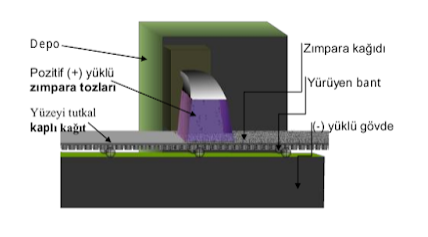 Depo
Pozitif (+) yüklü
zımpara tozları
Yüzeyi tutkal
kaplı kağıt
Zımpara kağıdı
Yürüyen bant
(-) yüklü gövde